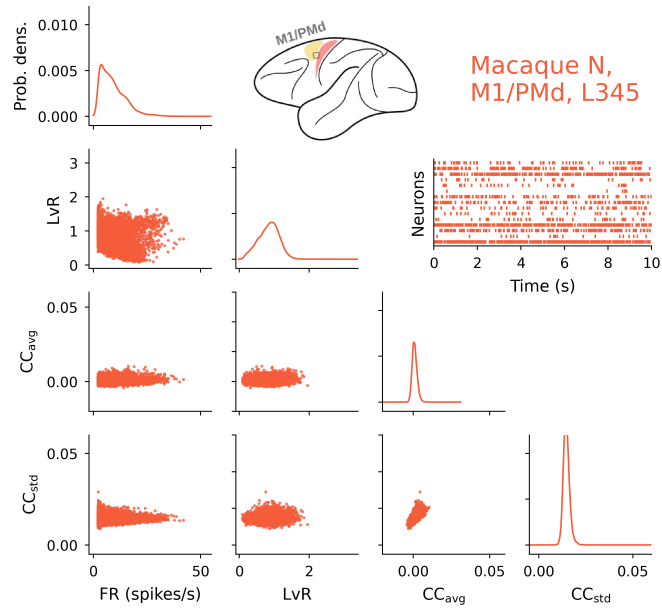 0.010
0.005
0.000
Prob. dens.
M1/PMd
Macaque N,
M1/PMd, L345
3
2
1
0
LvR
Neurons
0 2 4 6 8 10
Time (s)
0.05
0.00
CCavg
0.05
0.00
CCstd
0 50
FR (spikes/s)
0 2
LvR
0.00 0.05
CCavg
0.00 0.05
CCstd